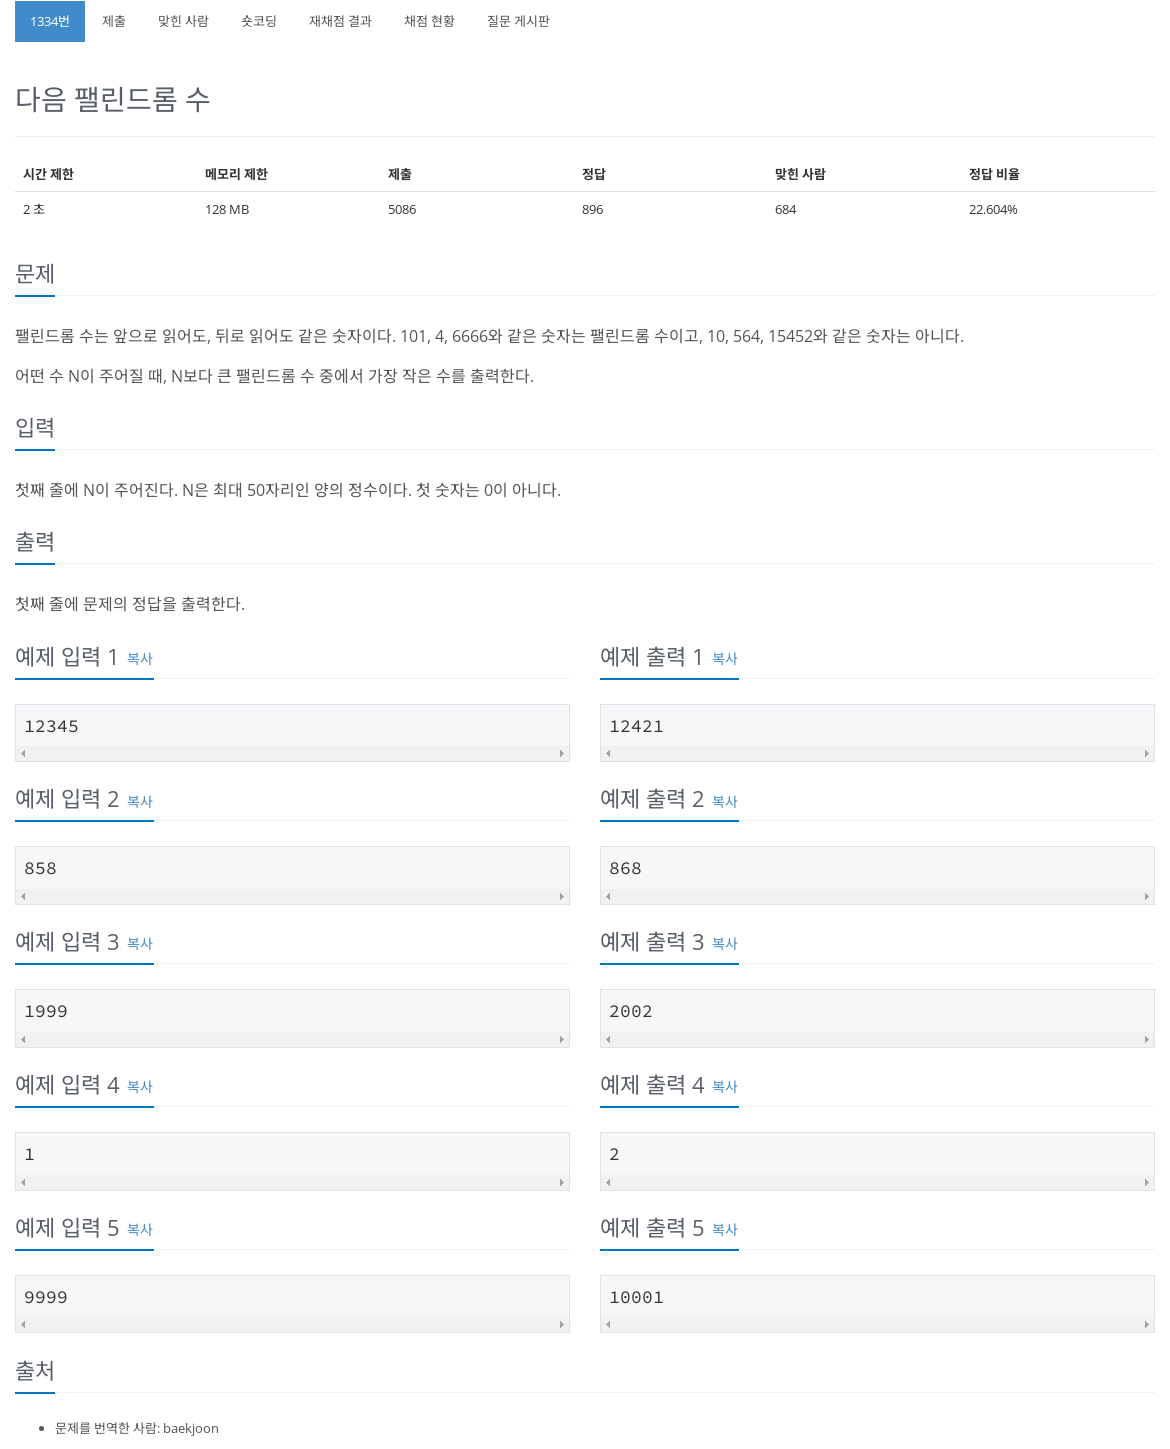 1334번 제출 맞힌 사람 숏코딩 재채점 결과 채점 현황 질문 게시판
다음 팰린드롬 수
시간 제한 메모리 제한 제출 정답 맞힌 사람 정답 비율
2 초 128 MB 5086 896 684 22.604%
문제
팰린드롬 수는 앞으로 읽어도, 뒤로 읽어도 같은 숫자이다. 101, 4, 6666와 같은 숫자는 팰린드롬 수이고, 10, 564, 15452와 같은 숫자는 아니다.
어떤 수 N이 주어질 때, N보다 큰 팰린드롬 수 중에서 가장 작은 수를 출력한다.
입력
첫째 줄에 N이 주어진다. N은 최대 50자리인 양의 정수이다. 첫 숫자는 0이 아니다.
출력
첫째 줄에 문제의 정답을 출력한다.
예제 입력 1 복사
12345
예제 출력 1 복사
12421
예제 입력 2 복사
858
예제 출력 2 복사
868
예제 입력 3 복사
1999
예제 출력 3 복사
2002
예제 입력 4 복사
1
예제 출력 4 복사
2
예제 입력 5 복사
9999
예제 출력 5 복사
10001
출처
문제를 번역한 사람: baekjoon